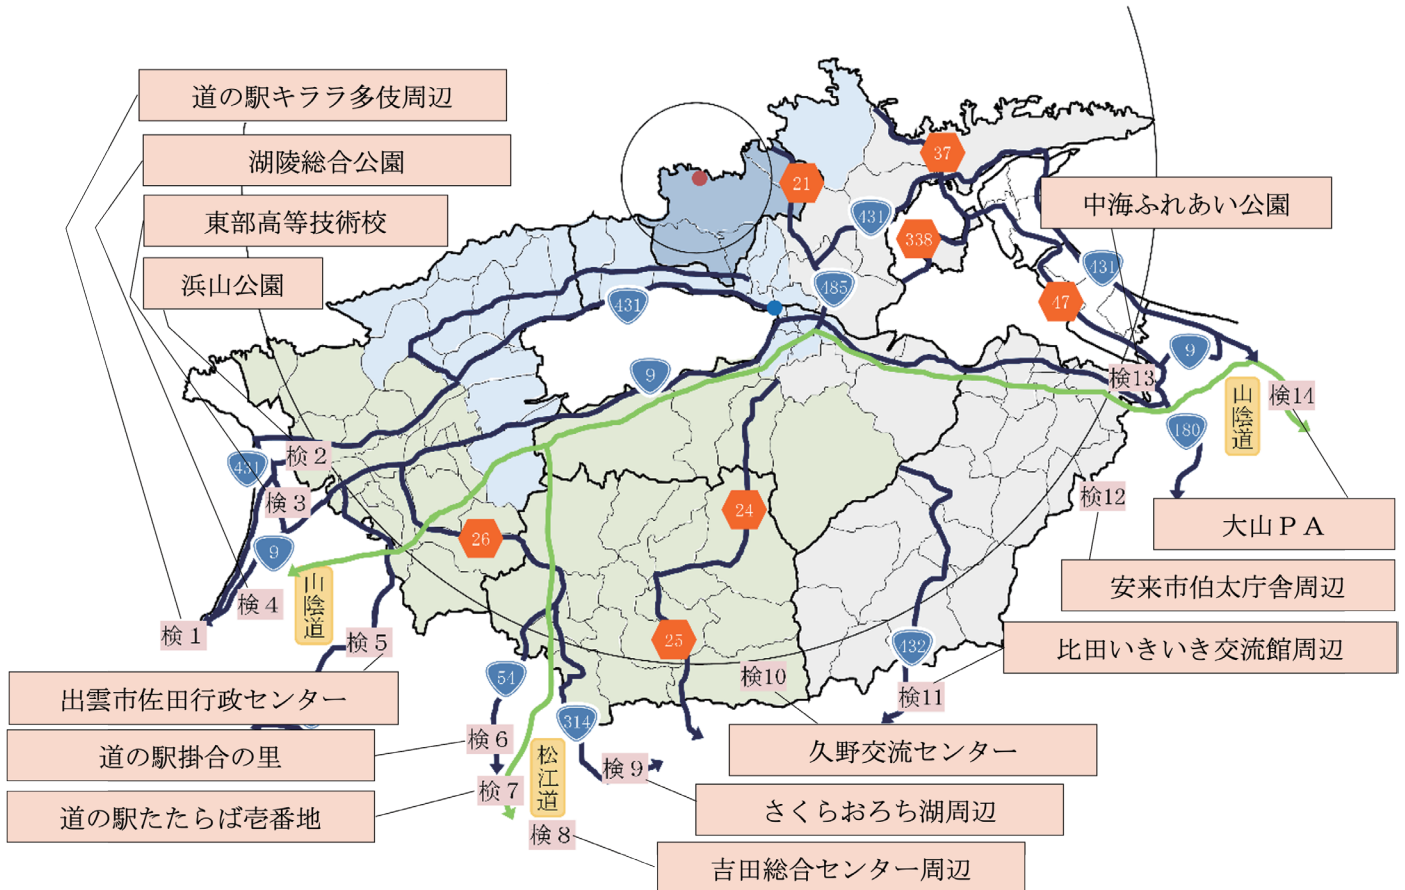 道の駅キララ多伎周辺
湖陵総合公園
東部高等技術校
浜山公園
中海ふれあい公園
37
21
431
338
431
485
47
431
9
9
検13
山陰道
検14
180
431
検２
検３
検12
24
大山ＰＡ
26
9
山陰道
安来市伯太庁舎周辺
検４
検１
検５
25
432
比田いきいき交流館周辺
54
検10
検11
出雲市佐田行政センター
314
道の駅掛合の里
検６
久野交流センター
松江道
検９
検７
道の駅たたらば壱番地
さくらおろち湖周辺
検８
吉田総合センター周辺